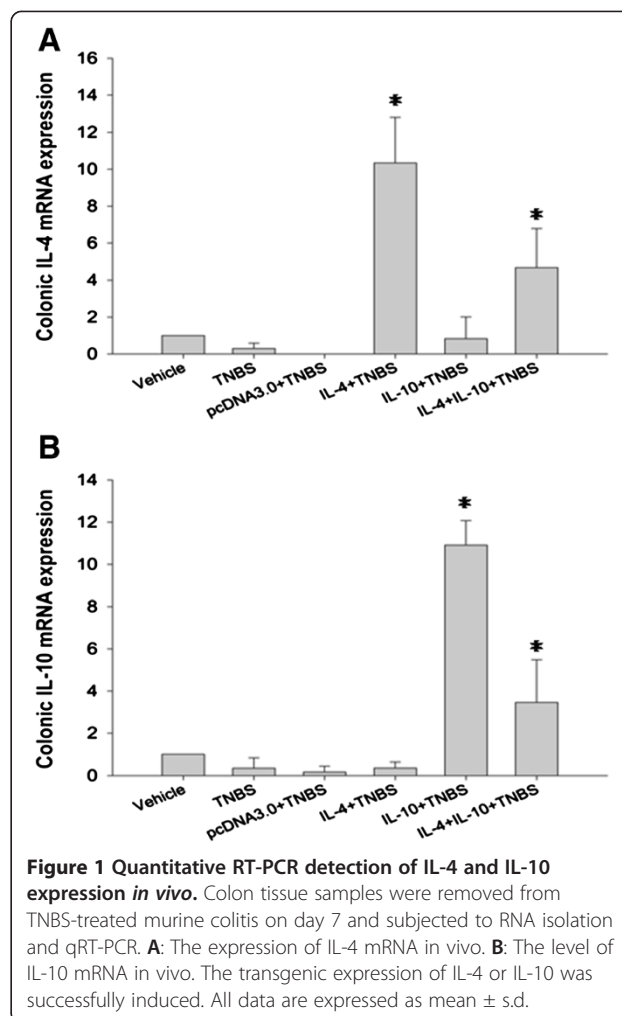 A
Colonic IL-4 mRNA expression
16
14
12
10
8
6
4
2
0
*
*
Vehicle
TNBS
pcDNA3.0+TNBS
IL-4+TNBS
IL-10+TNBS
IL-4+IL-10+TNBS
B
Colonic IL-10 mRNA expression
14
12
10
8
6
4
2
0
*
*
Vehicle
TNBS
pcDNA3.0+TNBS
IL-4+TNBS
IL-10+TNBS
IL-4+IL-10+TNBS
Figure 1 Quantitative RT-PCR detection of IL-4 and IL-10
expression in vivo. Colon tissue samples were removed from
TNBS-treated murine colitis on day 7 and subjected to RNA isolation
and qRT-PCR. A: The expression of IL-4 mRNA in vivo. B: The level of
IL-10 mRNA in vivo. The transgenic expression of IL-4 or IL-10 was
successfully induced. All data are expressed as mean ± s.d.